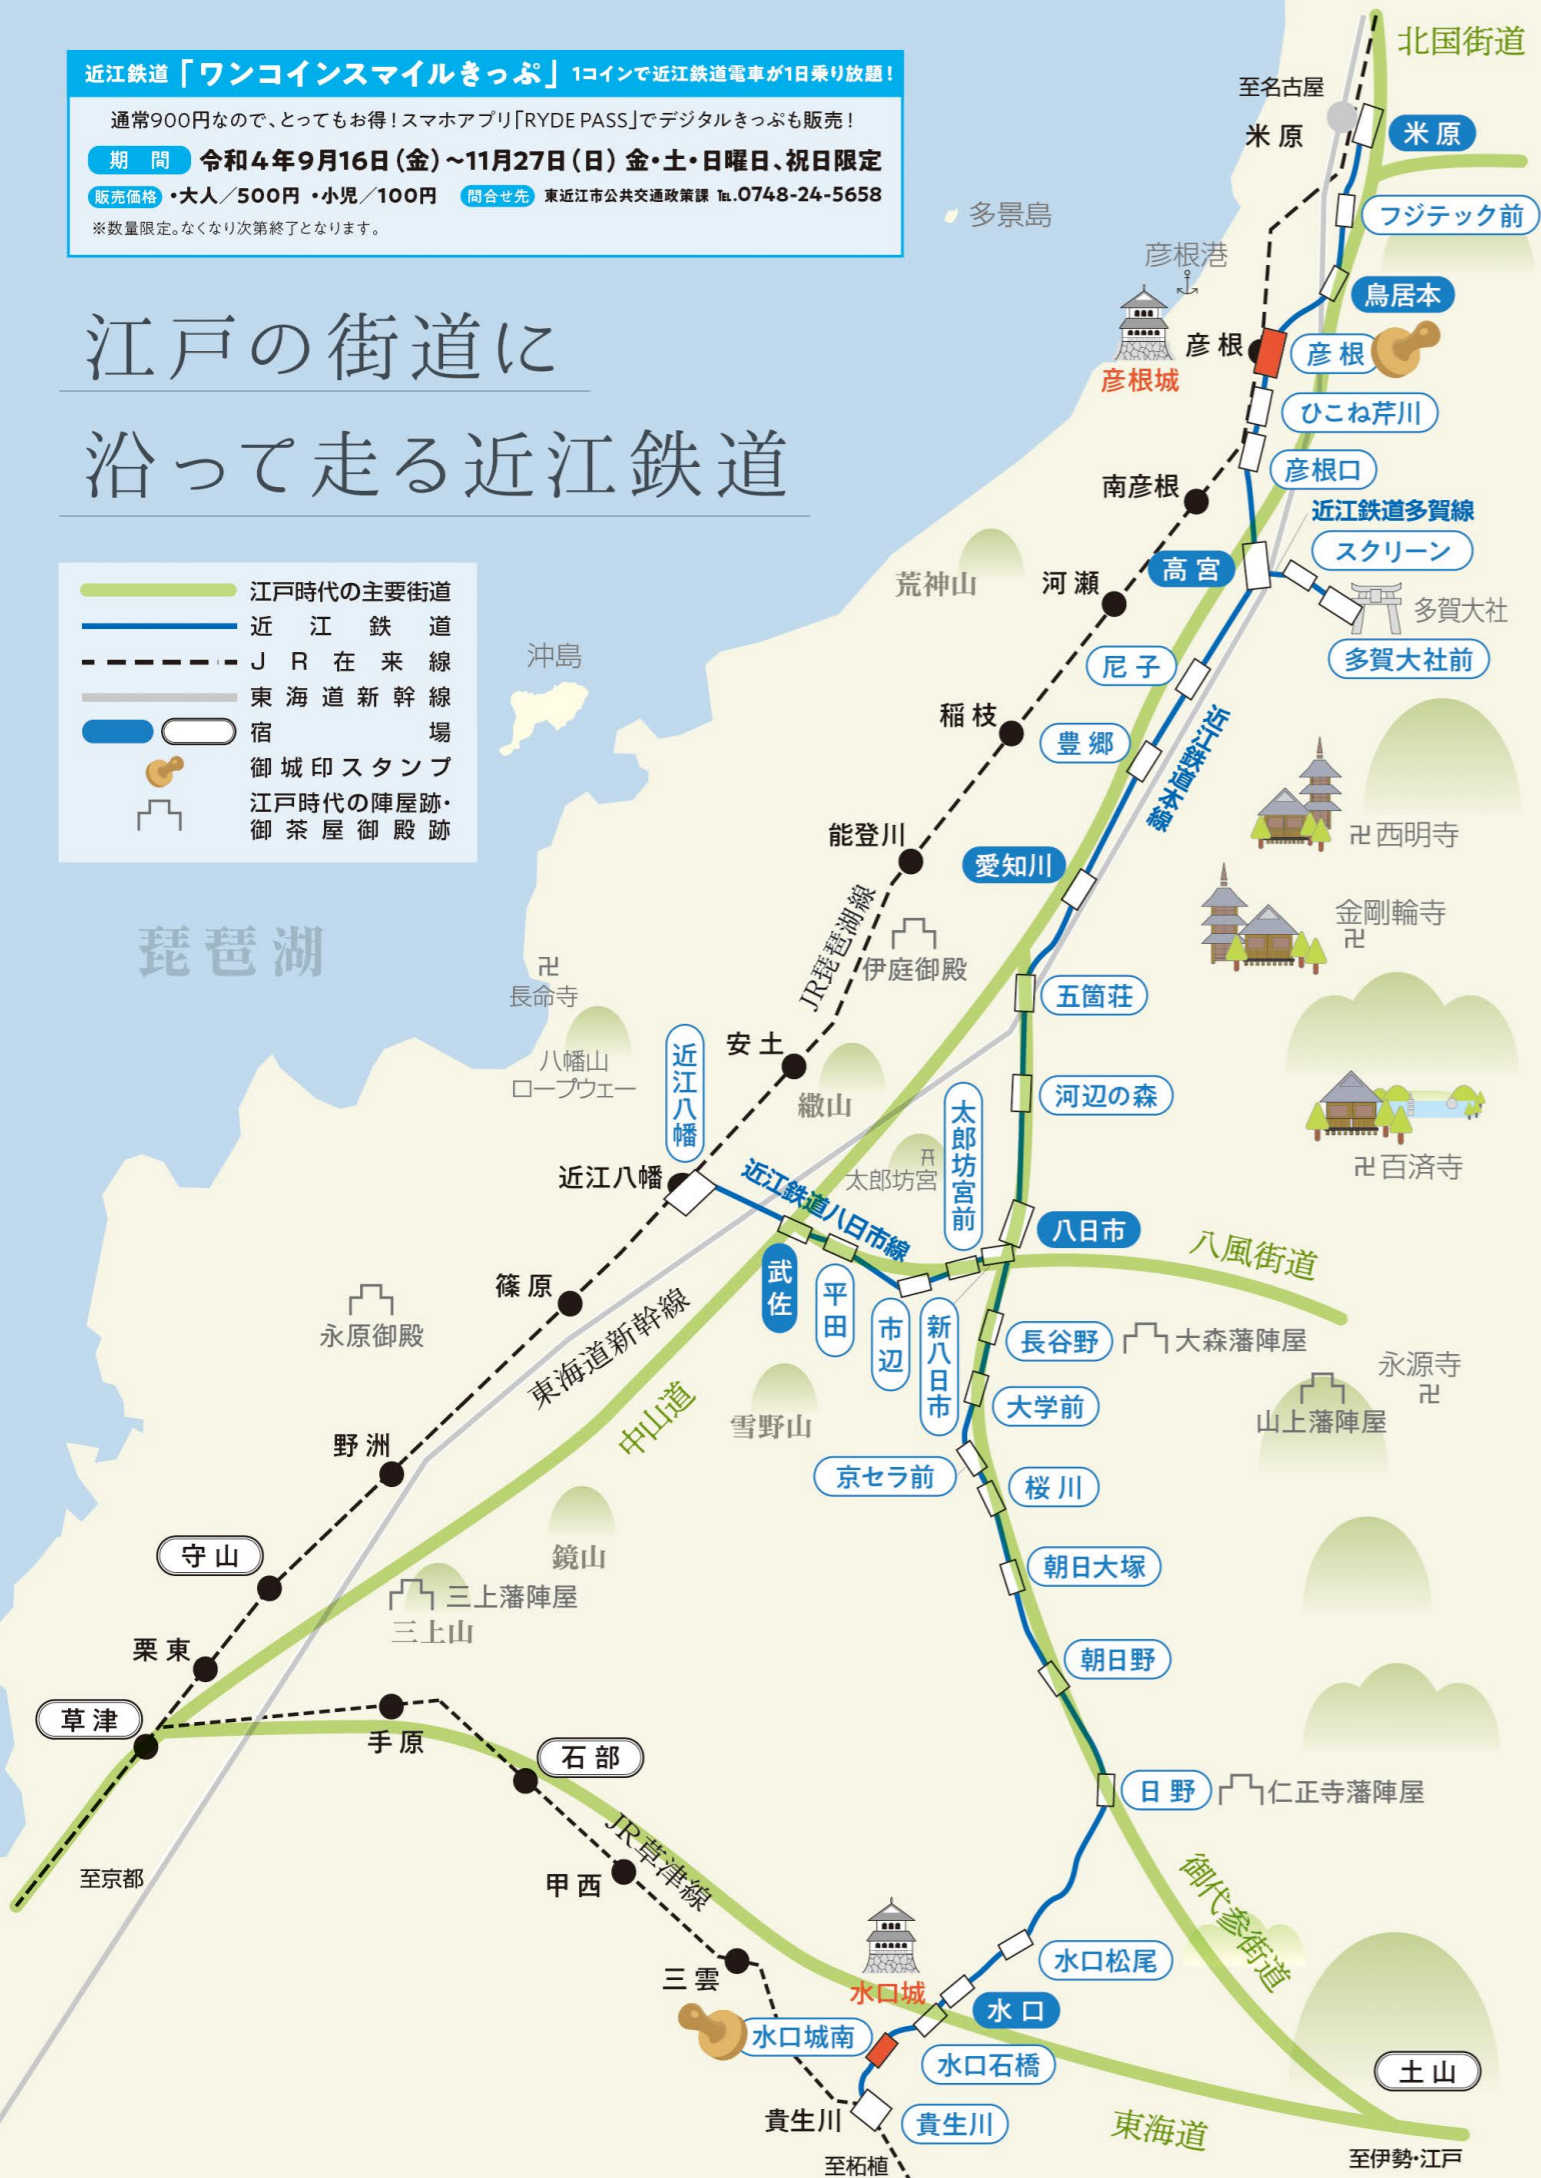 近江鉄道「ワンコインスマイルきっぷ」 1コインで近江鉄道電車が1日乗り放題！
通常900円なので、とってもお得！スマホアプリ「RYDE PASS」でデジタルきっぷも販売！
期間 令和4年9月16日（金）～11月27日（日）金・土・日曜日、祝日限定
販売価格 ・大人／500円 ・小児／100円 問合せ先 東近江市公共交通政策課 ℡.0748-24-5658
※数量限定。なくなり次第終了となります。
江戸の街道に
沿って走る近江鉄道
江戸時代の主要街道
近江鉄道
JR在来線
東海道新幹線
宿場
御城印スタンプ
江戸時代の陣屋跡・
御茶屋御殿跡
北国街道
至名古屋
米原
米原
フジテック前
多景島
彦根港
鳥居本
彦根
彦根
彦根城
ひこね芹川
彦根口
南彦根
近江鉄道多賀線
スクリーン
高宮
荒神山
河瀬
多賀大社
多賀大社前
尼子
沖島
稲枝
豊郷
近江鉄道本線
能登川
西明寺
愛知川
JR琵琶湖線
金剛輪寺
琵琶湖
伊庭御殿
長命寺
五箇荘
安土
八幡山
ロープウェー
近江八幡
繖山
河辺の森
太郎坊宮前
近江八幡
太郎坊宮
百済寺
近江鉄道八日市線
八日市
八風街道
武佐
平田
市辺
新八日市
篠原
永原御殿
東海道新幹線
長谷野
大森藩陣屋
永源寺
中山道
雪野山
大学前
山上藩陣屋
野洲
京セラ前
桜川
守山
鏡山
朝日大塚
三上藩陣屋
三上山
栗東
朝日野
草津
手原
石部
日野
仁正寺藩陣屋
JR草津線
至京都
甲西
御代参街道
水口松尾
三雲
水口城
水口
水口城南
水口石橋
土山
貴生川
貴生川
東海道
至柘植
至伊勢・江戸